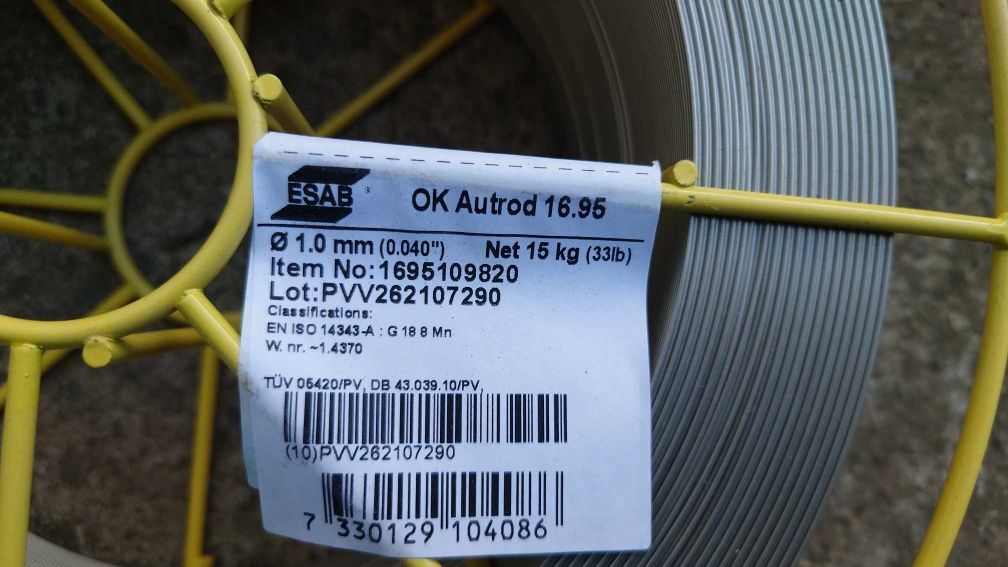 ESAB
OK Autrod 16.95
Ø 1.0 mm (0.040") Net 15 kg (33lb)
Item No:1695109820
Lot:PVV262107290
Classifications:
EN ISO 14343-A : G 18 8 Mn
W. nr. ~1.4370
TÜV 05420/PV, DB 43.039.10/PV,
(10)PVV262107290
7 330129 104086